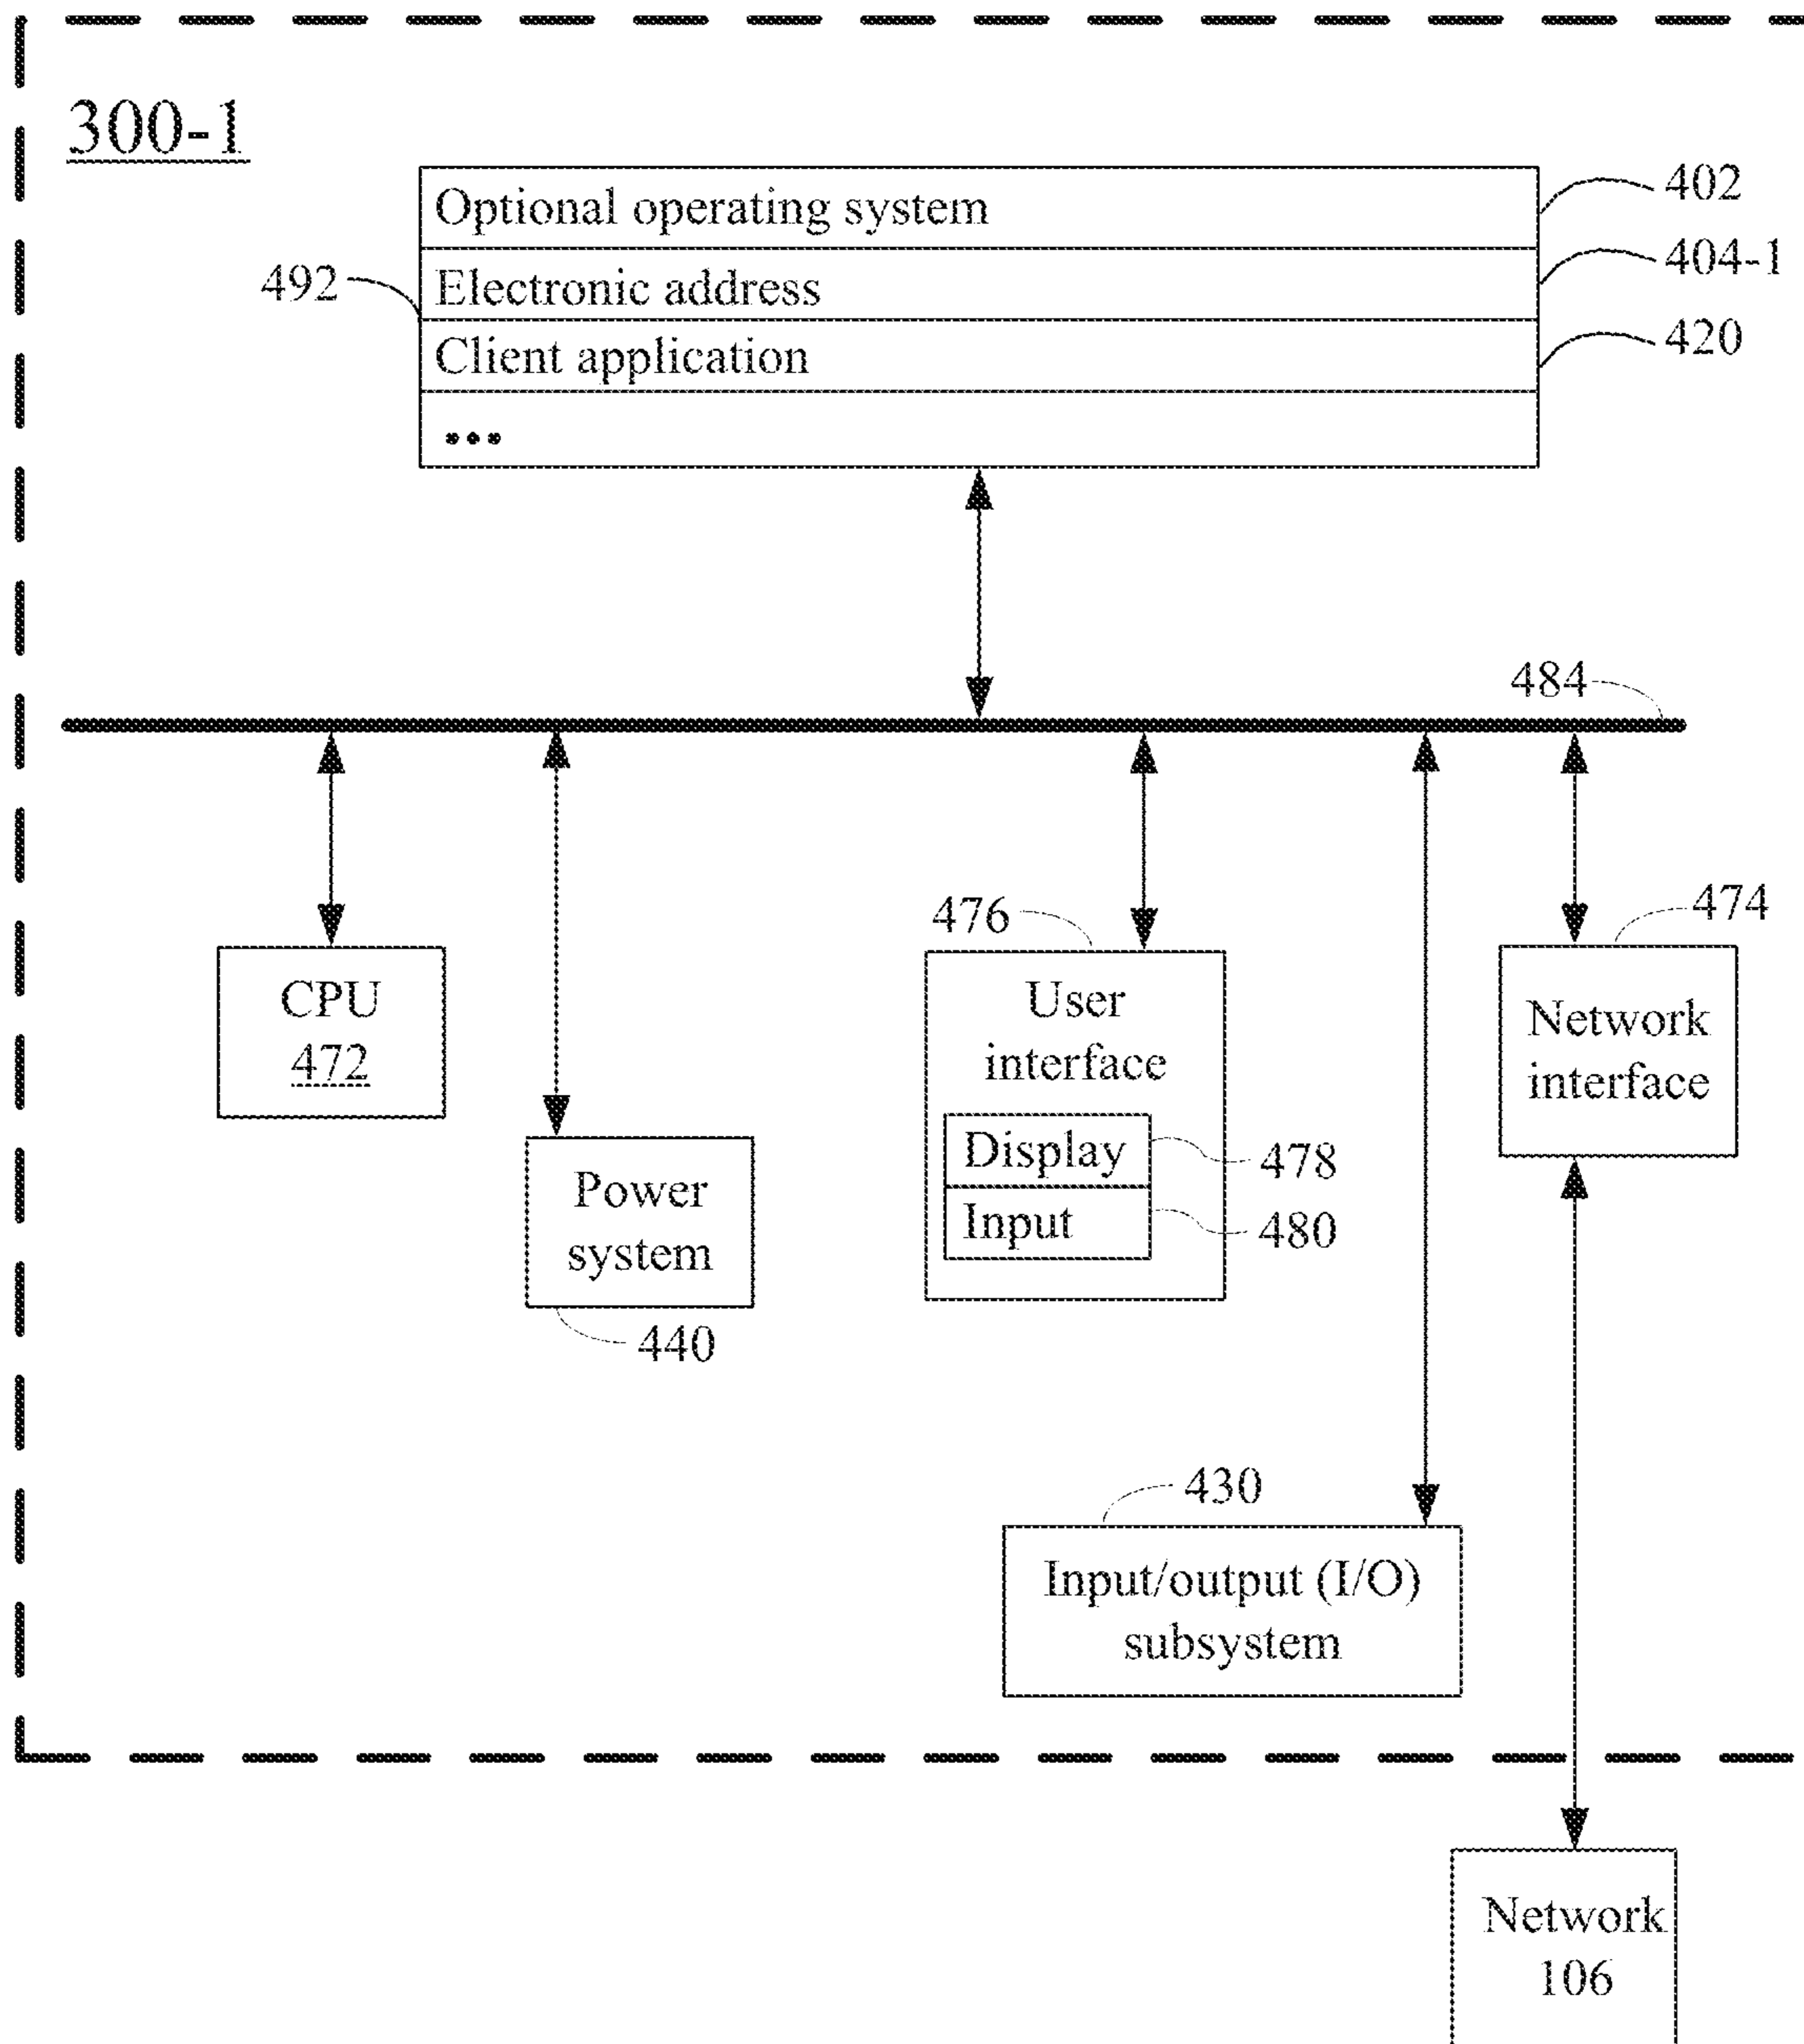 300-1
Optional operating system
402
Electronic address
404-1
492
Client application
420
...
484
476
474
CPU
472
User
interface
Network
interface
Display
478
Input
480
Power
system
440
430
Input/output (I/O)
subsystem
Network
106